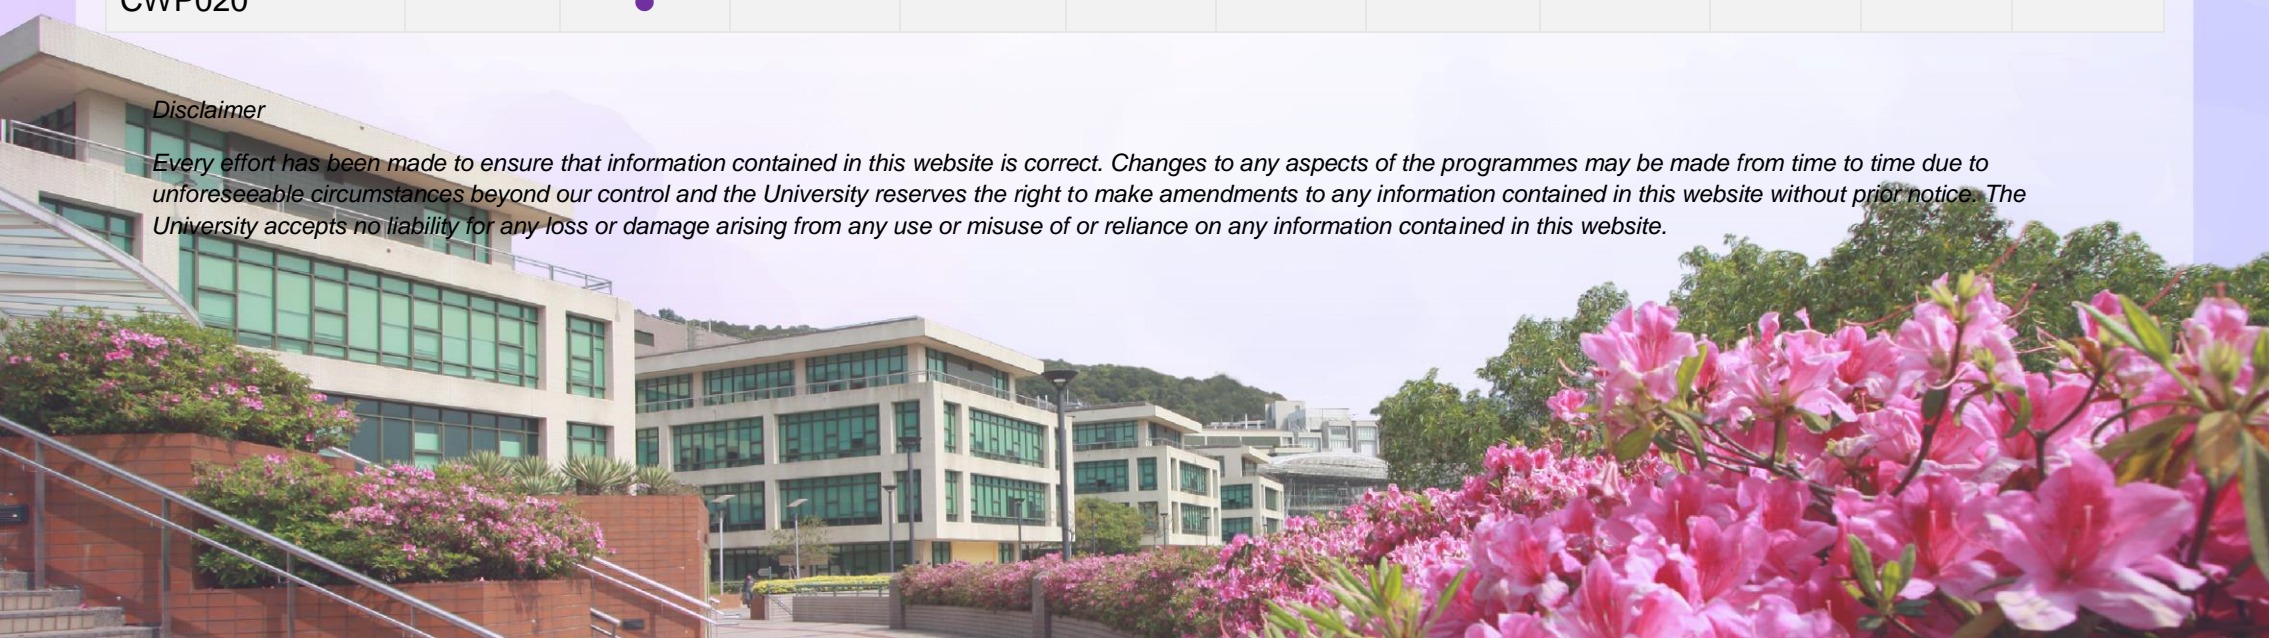 CWP020
Disclaimer
Every effort has been made to ensure that information contained in this website is correct. Changes to any aspects of the programmes may be made from time to time due to
unforeseeable circumstances beyond our control and the University reserves the right to make amendments to any information contained in this website without prior notice. The
University accepts no liability for any loss or damage arising from any use or misuse of or reliance on any information contained in this website.